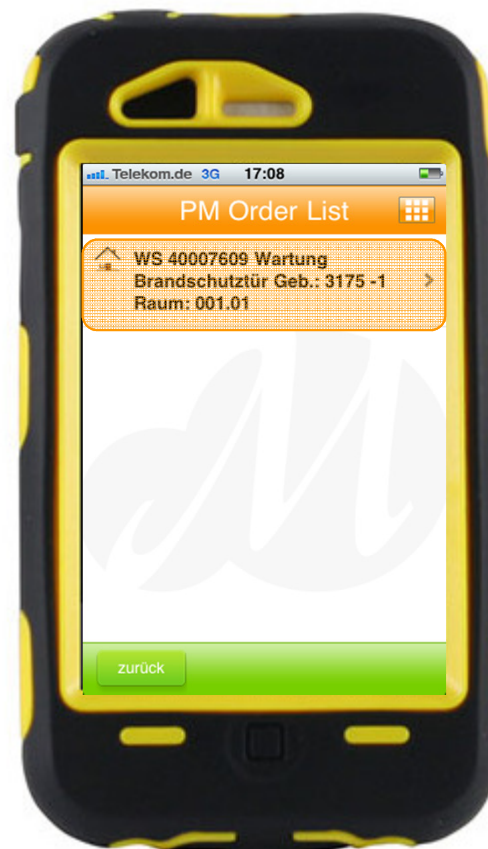 Telekom.de 3G 17:08
PM Order List
WS 40007609 Wartung
Brandschutztür Geb.: 3175 -1
Raum: 001.01
zurück